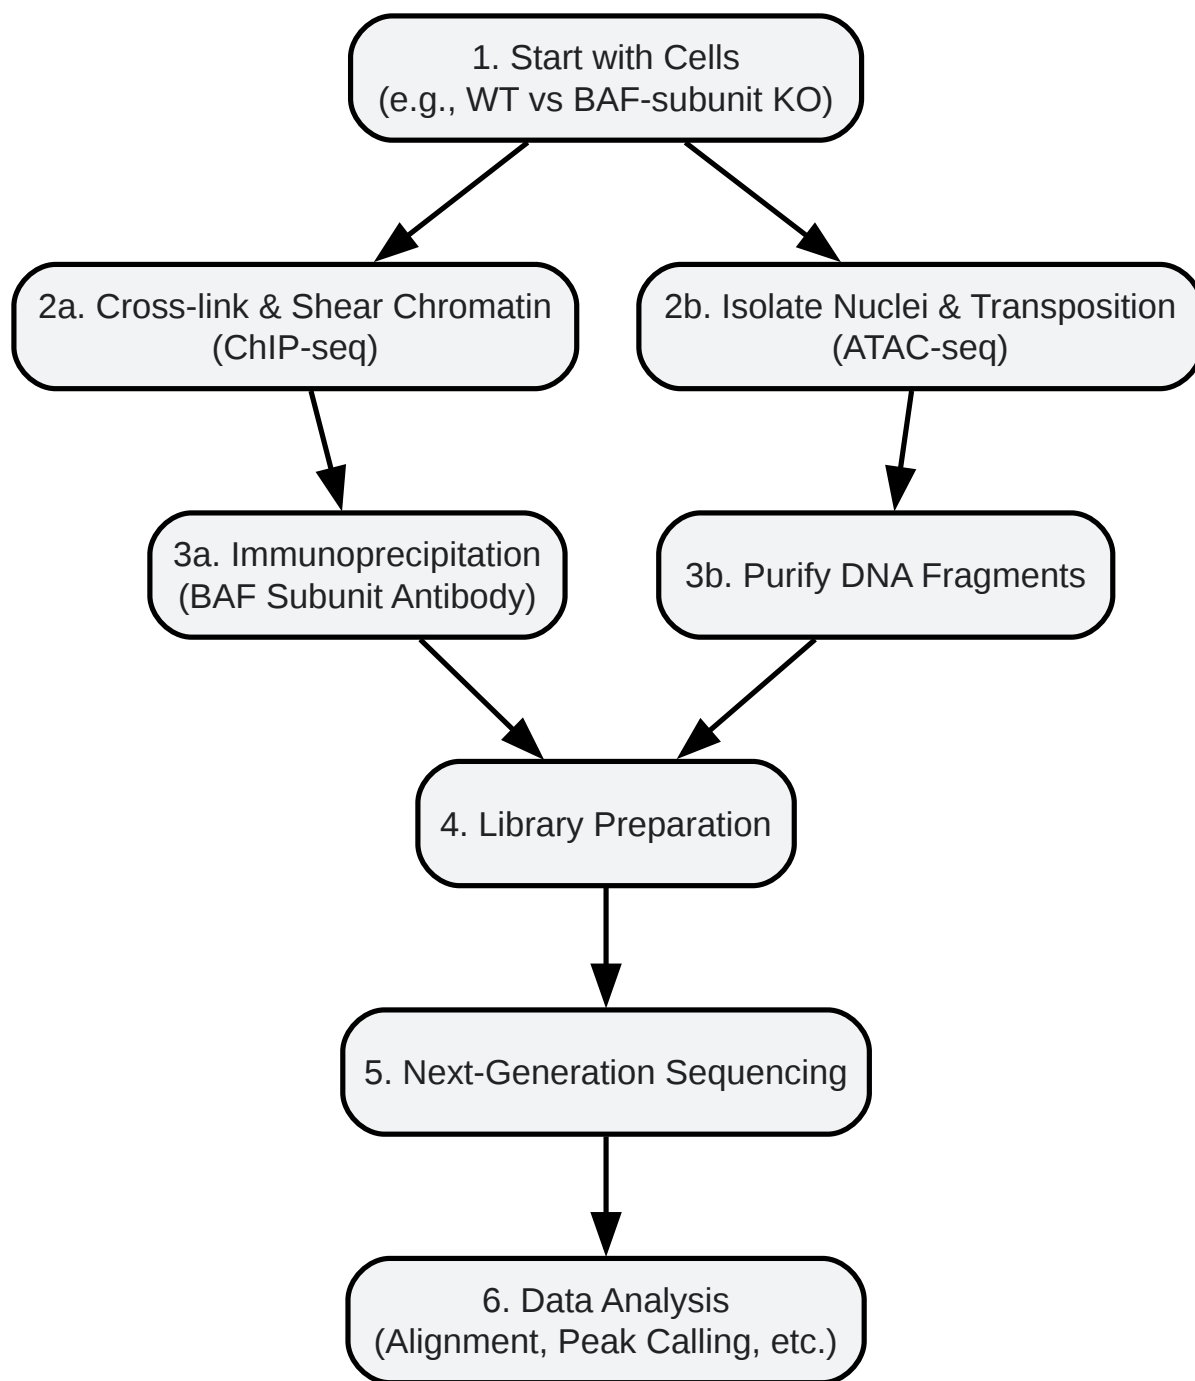 1. Start with Cells
(e.g., WT vs BAF-subunit KO)
2a. Cross-link & Shear Chromatin
(ChIP-seq)
2b. Isolate Nuclei & Transposition
(ATAC-seq)
3a. Immunoprecipitation
(BAF Subunit Antibody)
3b. Purify DNA Fragments
4. Library Preparation
5. Next-Generation Sequencing
6. Data Analysis
(Alignment, Peak Calling, etc.)